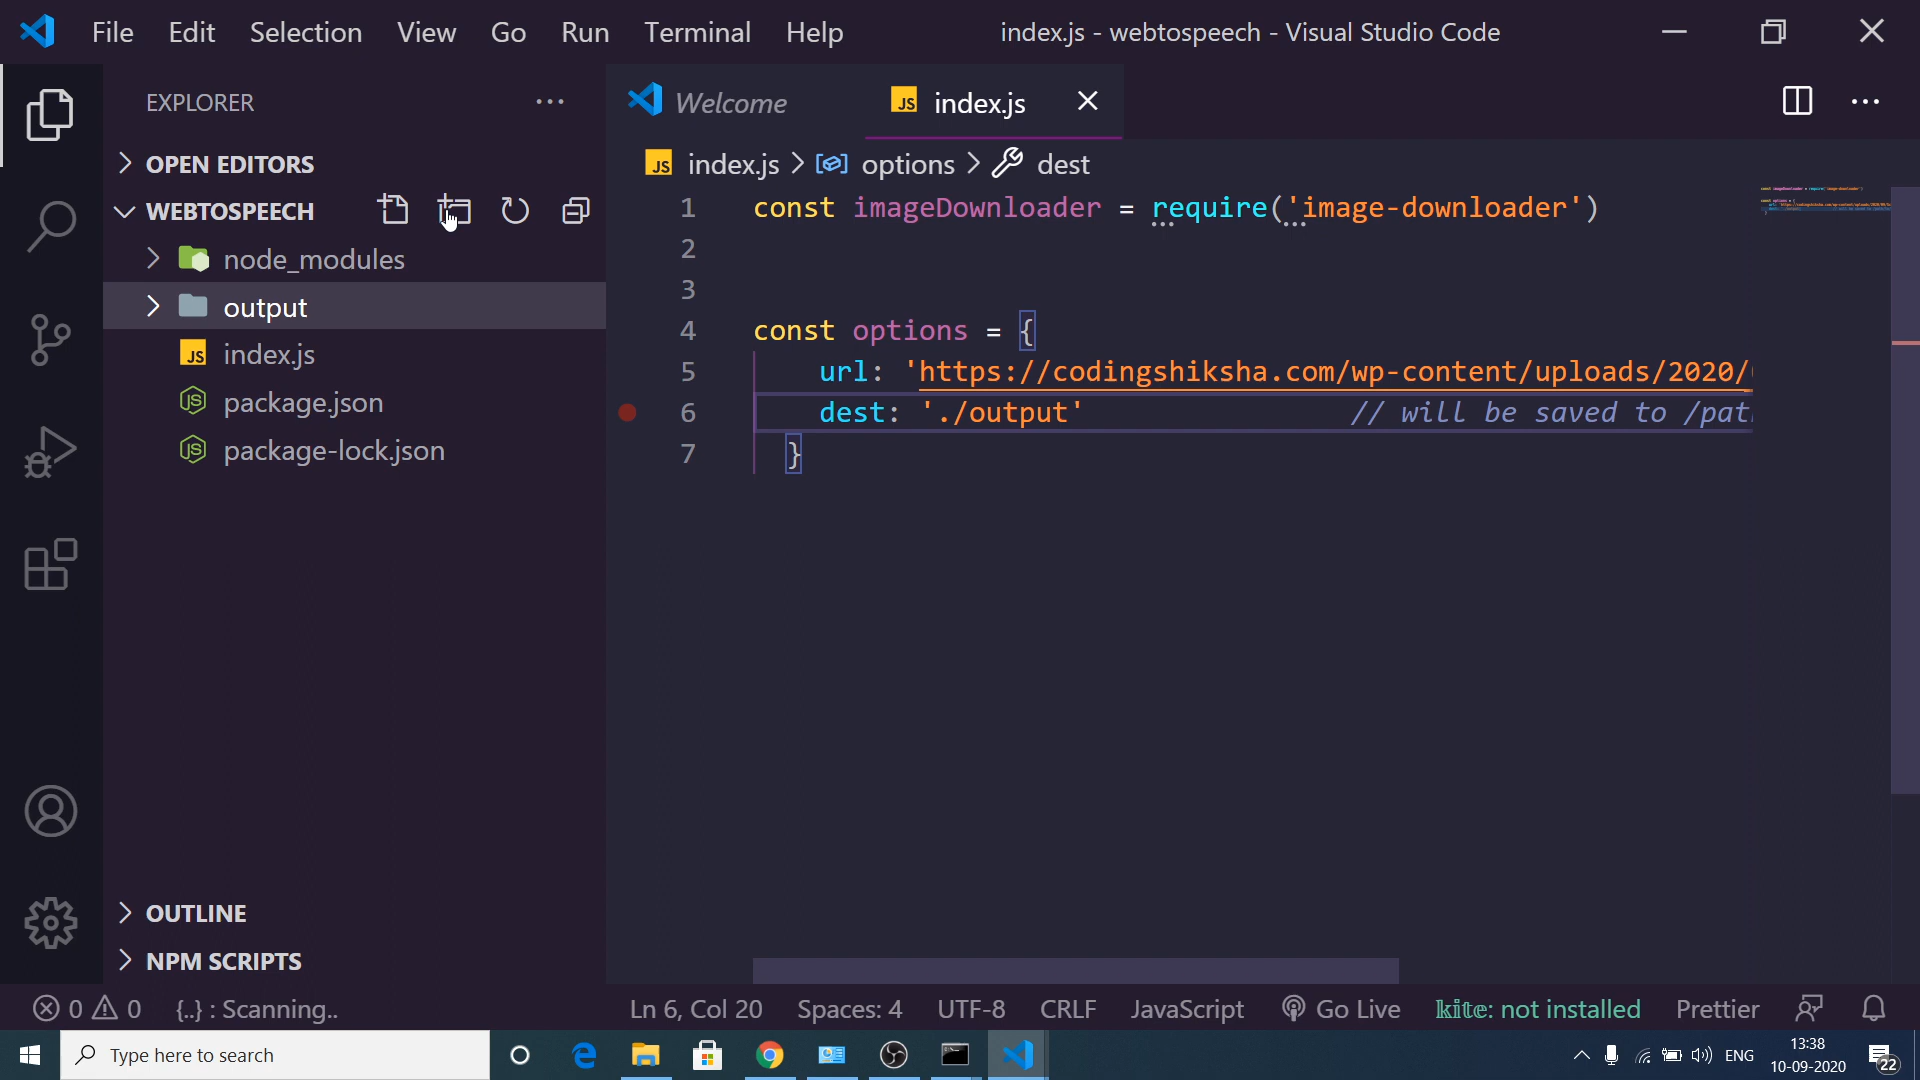 File Edit Selection View Go Run Terminal Help index.js - webtospeech - Visual Studio Code
EXPLORER
OPEN EDITORS
WEBTOSPEECH
node_modules
output
JS index.js
package.json
package-lock.json
OUTLINE
NPM SCRIPTS
Welcome JS index.js
JS index.js > options > dest
1 const imageDownloader = require('image-downloader')
2
3
4 const options = {
5 url: 'https://codingshiksha.com/wp-content/uploads/2020/
6 dest: './output' // will be saved to /pat
7 }
0 0 {..} : Scanning.. Ln 6, Col 20 Spaces: 4 UTF-8 CRLF JavaScript Go Live kite: not installed Prettier
Type here to search
ENG
13:38
10-09-2020
22